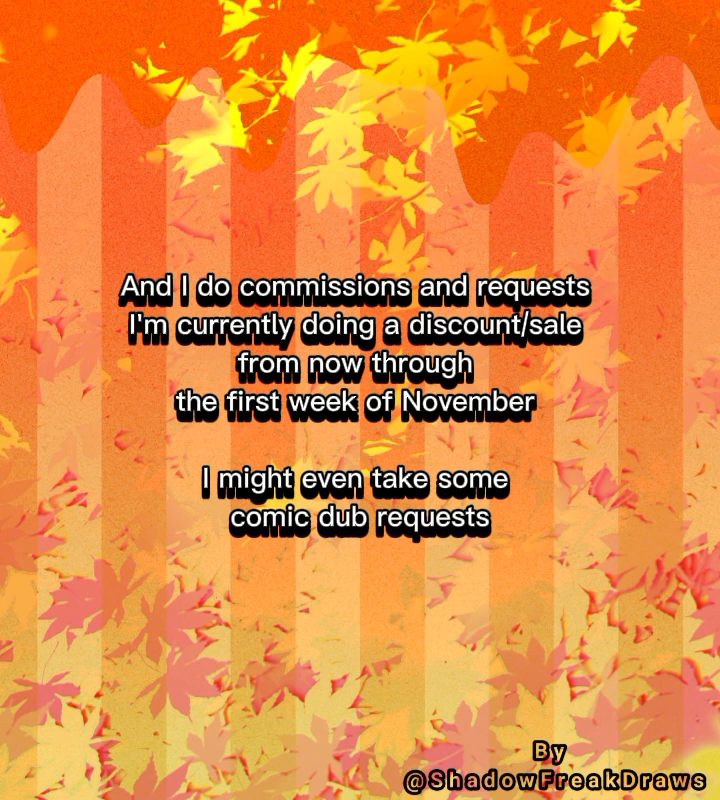 And I do commissions and requests
I'm currently doing a discount/sale
from now through
the first week of November
I might even take some
comic dub requests
By
@ShadowFreakDraws